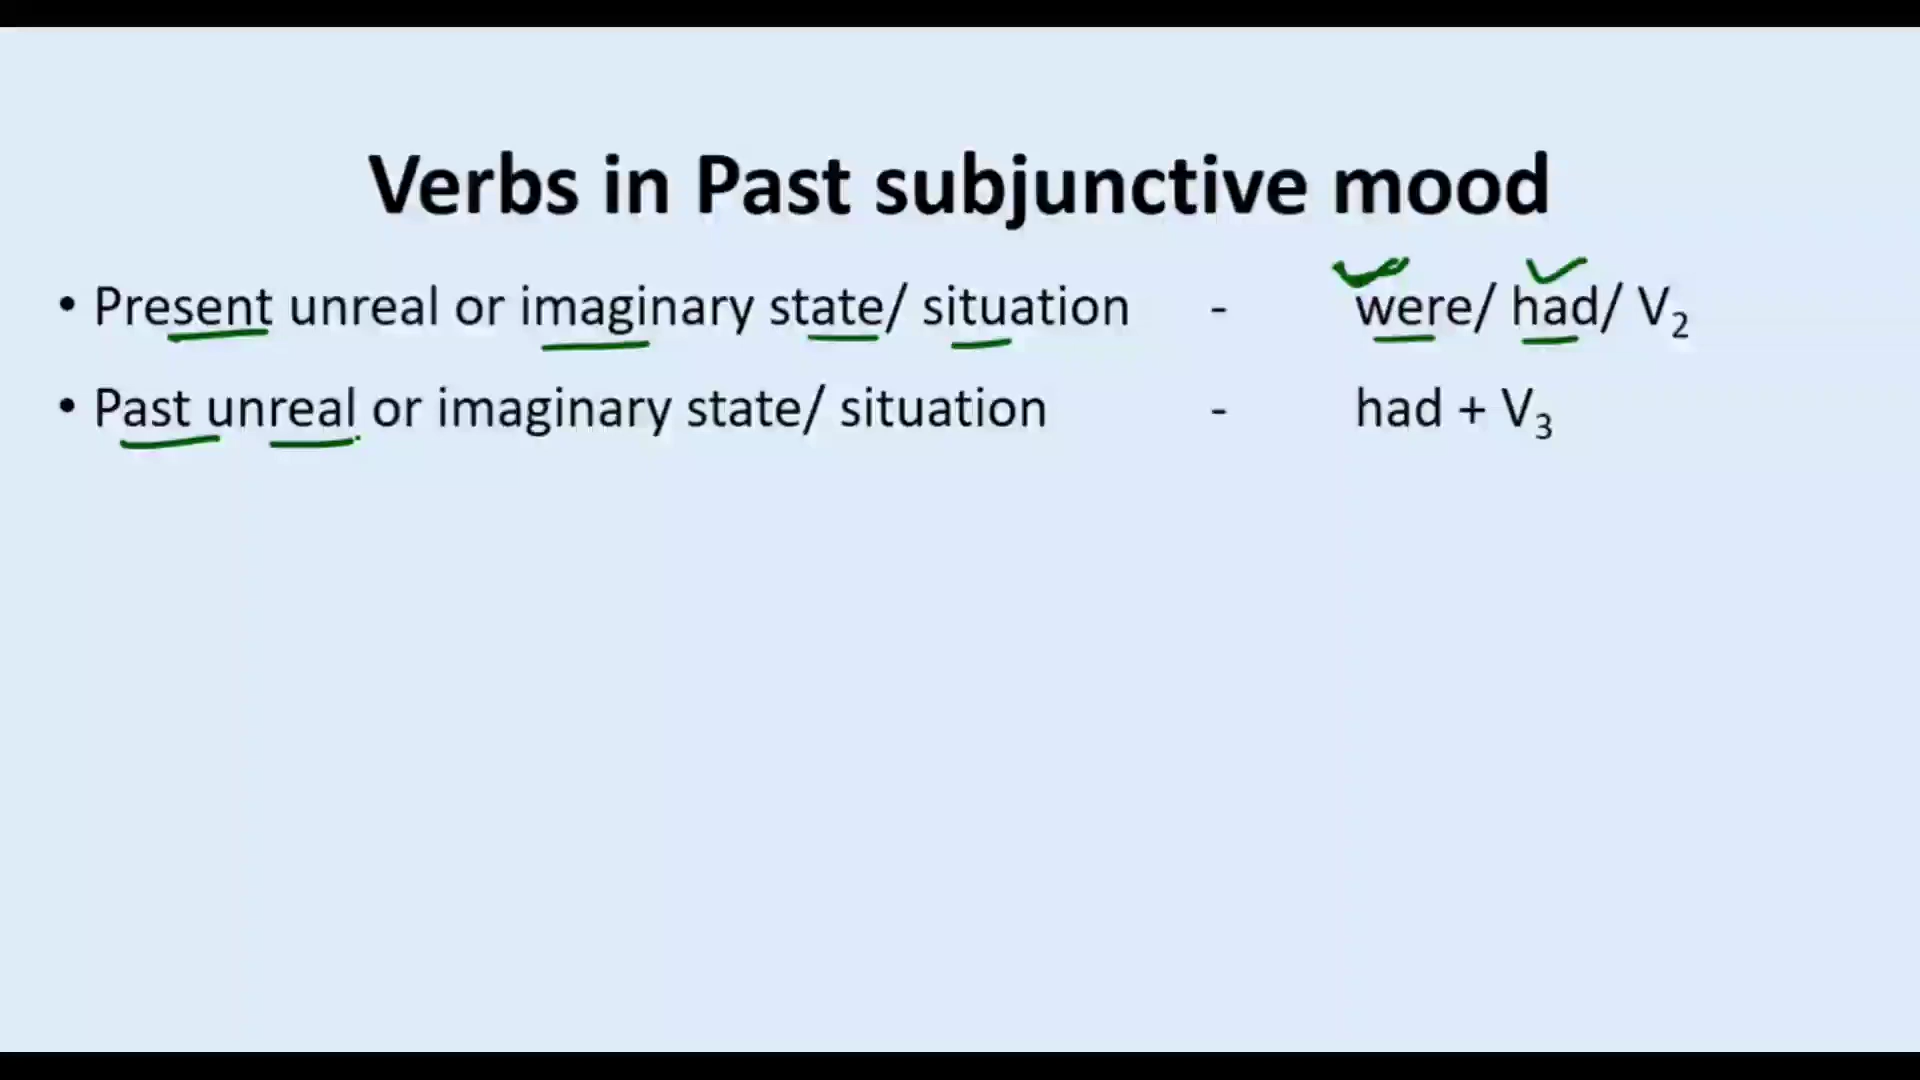 Verbs in Past subjunctive mood
• Present unreal or imaginary state/ situation - were/ had/ V₂
• Past unreal or imaginary state/ situation - had + V₃